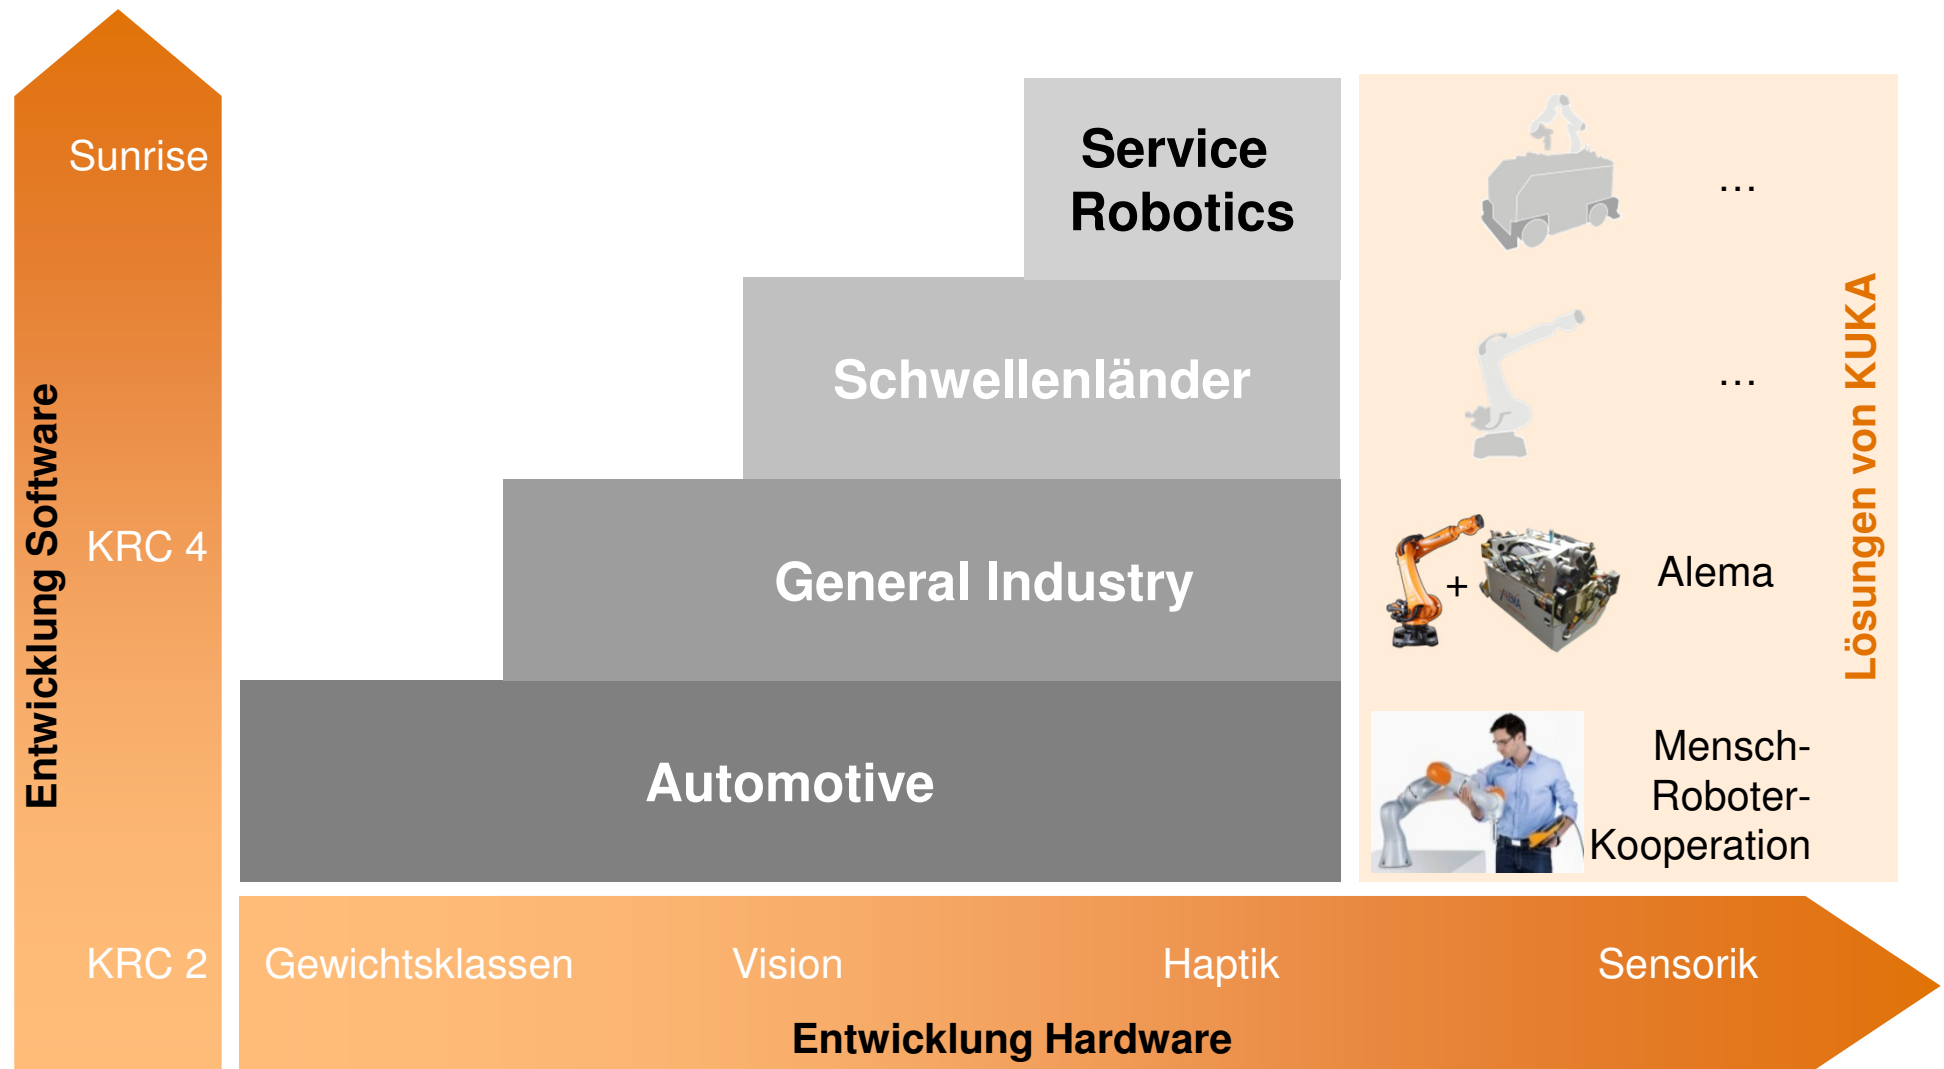 Sunrise
KRC 4
KRC 2
Entwicklung Software
Service
Robotics
Schwellenländer
General Industry
Automotive
...
...
+
ALEMA
Alema
Mensch-
Roboter-
Kooperation
Lösungen von KUKA
Gewichtsklassen
Vision
Haptik
Sensorik
Entwicklung Hardware